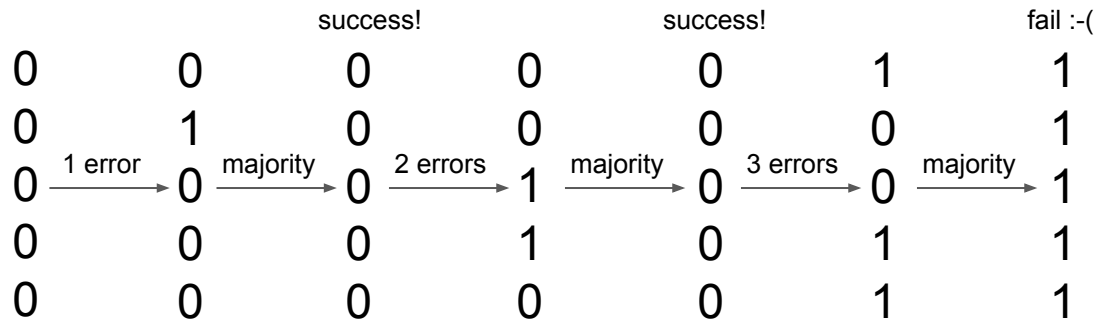 success! success! fail :-(
0 0 0 0 0 1 1
0 1 0 0 0 0 1
1 error majority 2 errors majority 3 errors majority
0 0 0 1 0 0 1
0 0 0 1 0 1 1
0 0 0 0 0 1 1